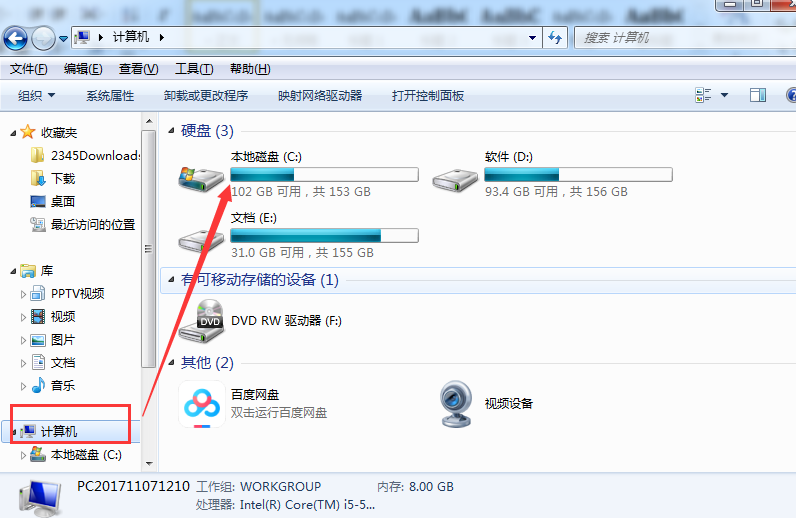 计算机
搜索 计算机
文件(F) 编辑(E) 查看(V) 工具(T) 帮助(H)
组织 系统属性 卸载或更改程序 映射网络驱动器 打开控制面板
收藏夹
2345Downloads
下载
桌面
最近访问的位置
库
PPTV视频
视频
图片
文档
音乐
计算机
本地磁盘 (C:)
硬盘 (3)
本地磁盘 (C:)
102 GB 可用，共 153 GB
软件 (D:)
93.4 GB 可用，共 156 GB
文档 (E:)
31.0 GB 可用，共 155 GB
有可移动存储的设备 (1)
DVD
DVD RW 驱动器 (F:)
其他 (2)
百度网盘
双击运行百度网盘
视频设备
PC201711071210 工作组: WORKGROUP 内存: 8.00 GB
处理器: Intel(R) Core(TM) i5-5...